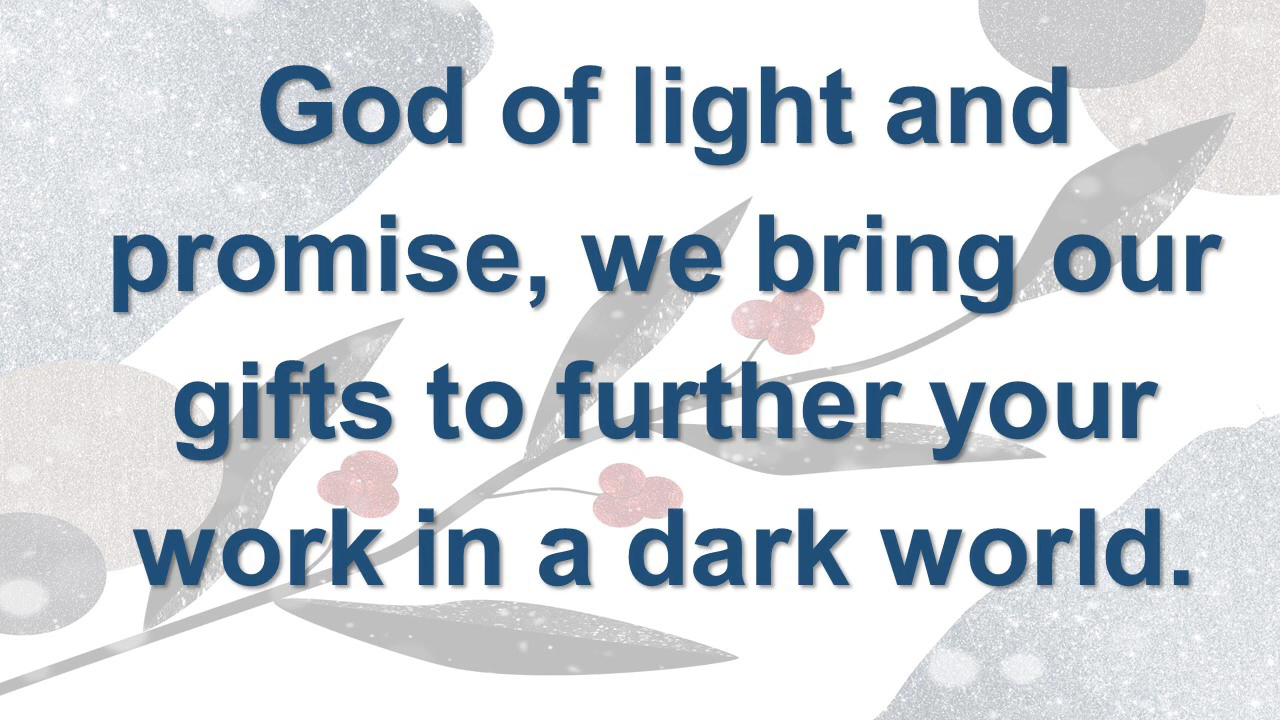 God of light and
promise, we bring our
gifts to further your
work in a dark world.